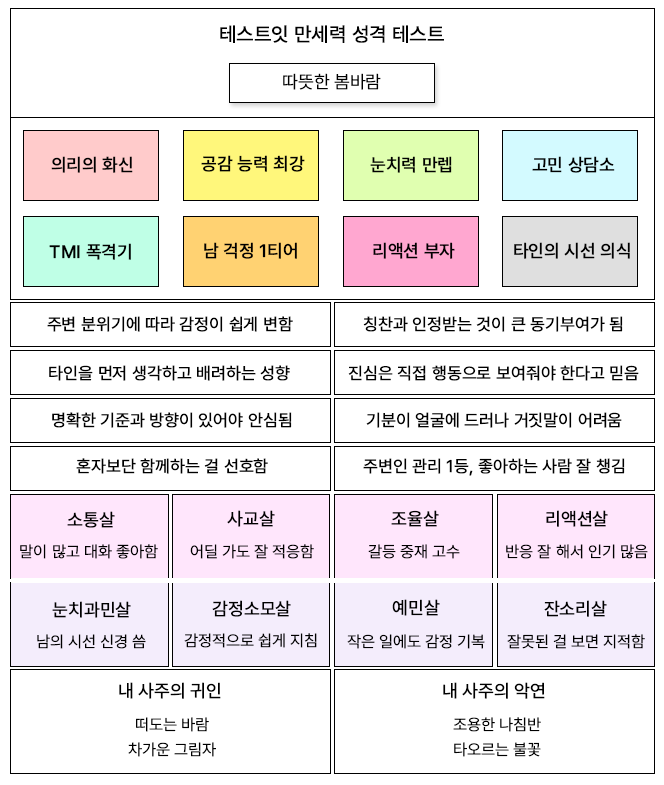 테스트잇 만세력 성격 테스트
따뜻한 봄바람
의리의 화신
공감 능력 최강
눈치력 만렙
고민 상담소
TMI 폭격기
남 걱정 1티어
리액션 부자
타인의 시선 의식
주변 분위기에 따라 감정이 쉽게 변함
칭찬과 인정받는 것이 큰 동기부여가 됨
타인을 먼저 생각하고 배려하는 성향
진심은 직접 행동으로 보여줘야 한다고 믿음
명확한 기준과 방향이 있어야 안심됨
기분이 얼굴에 드러나 거짓말이 어려움
혼자보단 함께하는 걸 선호함
주변인 관리 1등, 좋아하는 사람 잘 챙김
소통살
말이 많고 대화 좋아함
사교살
어딜 가도 잘 적응함
조율살
갈등 중재 고수
리액션살
반응 잘 해서 인기 많음
눈치과민살
남의 시선 신경 씀
감정소모살
감정적으로 쉽게 지침
예민살
작은 일에도 감정 기복
잔소리살
잘못된 걸 보면 지적함
내 사주의 귀인
떠도는 바람
차가운 그림자
내 사주의 악연
조용한 나침반
타오르는 불꽃